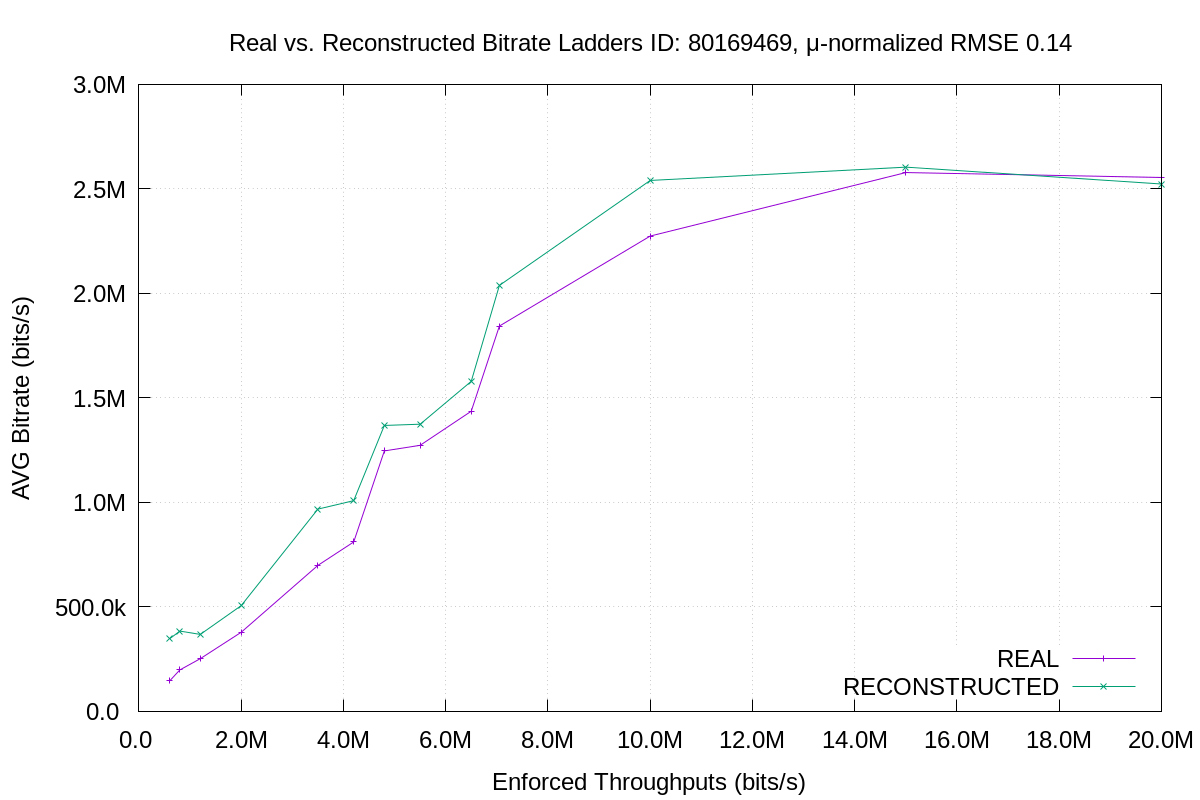 Real vs. Reconstructed Bitrate Ladders ID: 80169469, μ-normalized RMSE 0.14
3.0M
2.5M
2.0M
1.5M
1.0M
500.0k
0.0
AVG Bitrate (bits/s)
REAL
RECONSTRUCTED
0.0 2.0M 4.0M 6.0M 8.0M 10.0M 12.0M 14.0M 16.0M 18.0M 20.0M
Enforced Throughputs (bits/s)